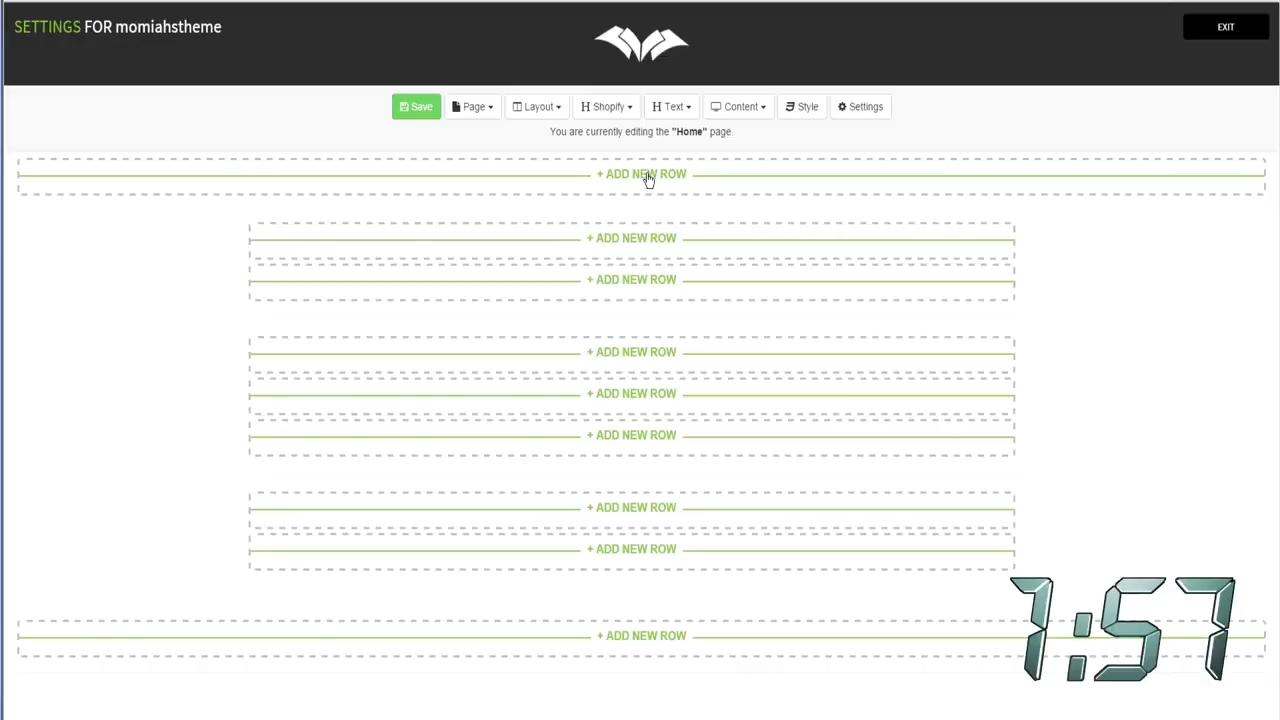 SETTINGS FOR momiahstheme
EXIT
Save Page Layout H Shopify H Text Content Style Settings
You are currently editing the "Home" page.
+ ADD NEW ROW
+ ADD NEW ROW
+ ADD NEW ROW
+ ADD NEW ROW
+ ADD NEW ROW
+ ADD NEW ROW
+ ADD NEW ROW
+ ADD NEW ROW
+ ADD NEW ROW
1:57